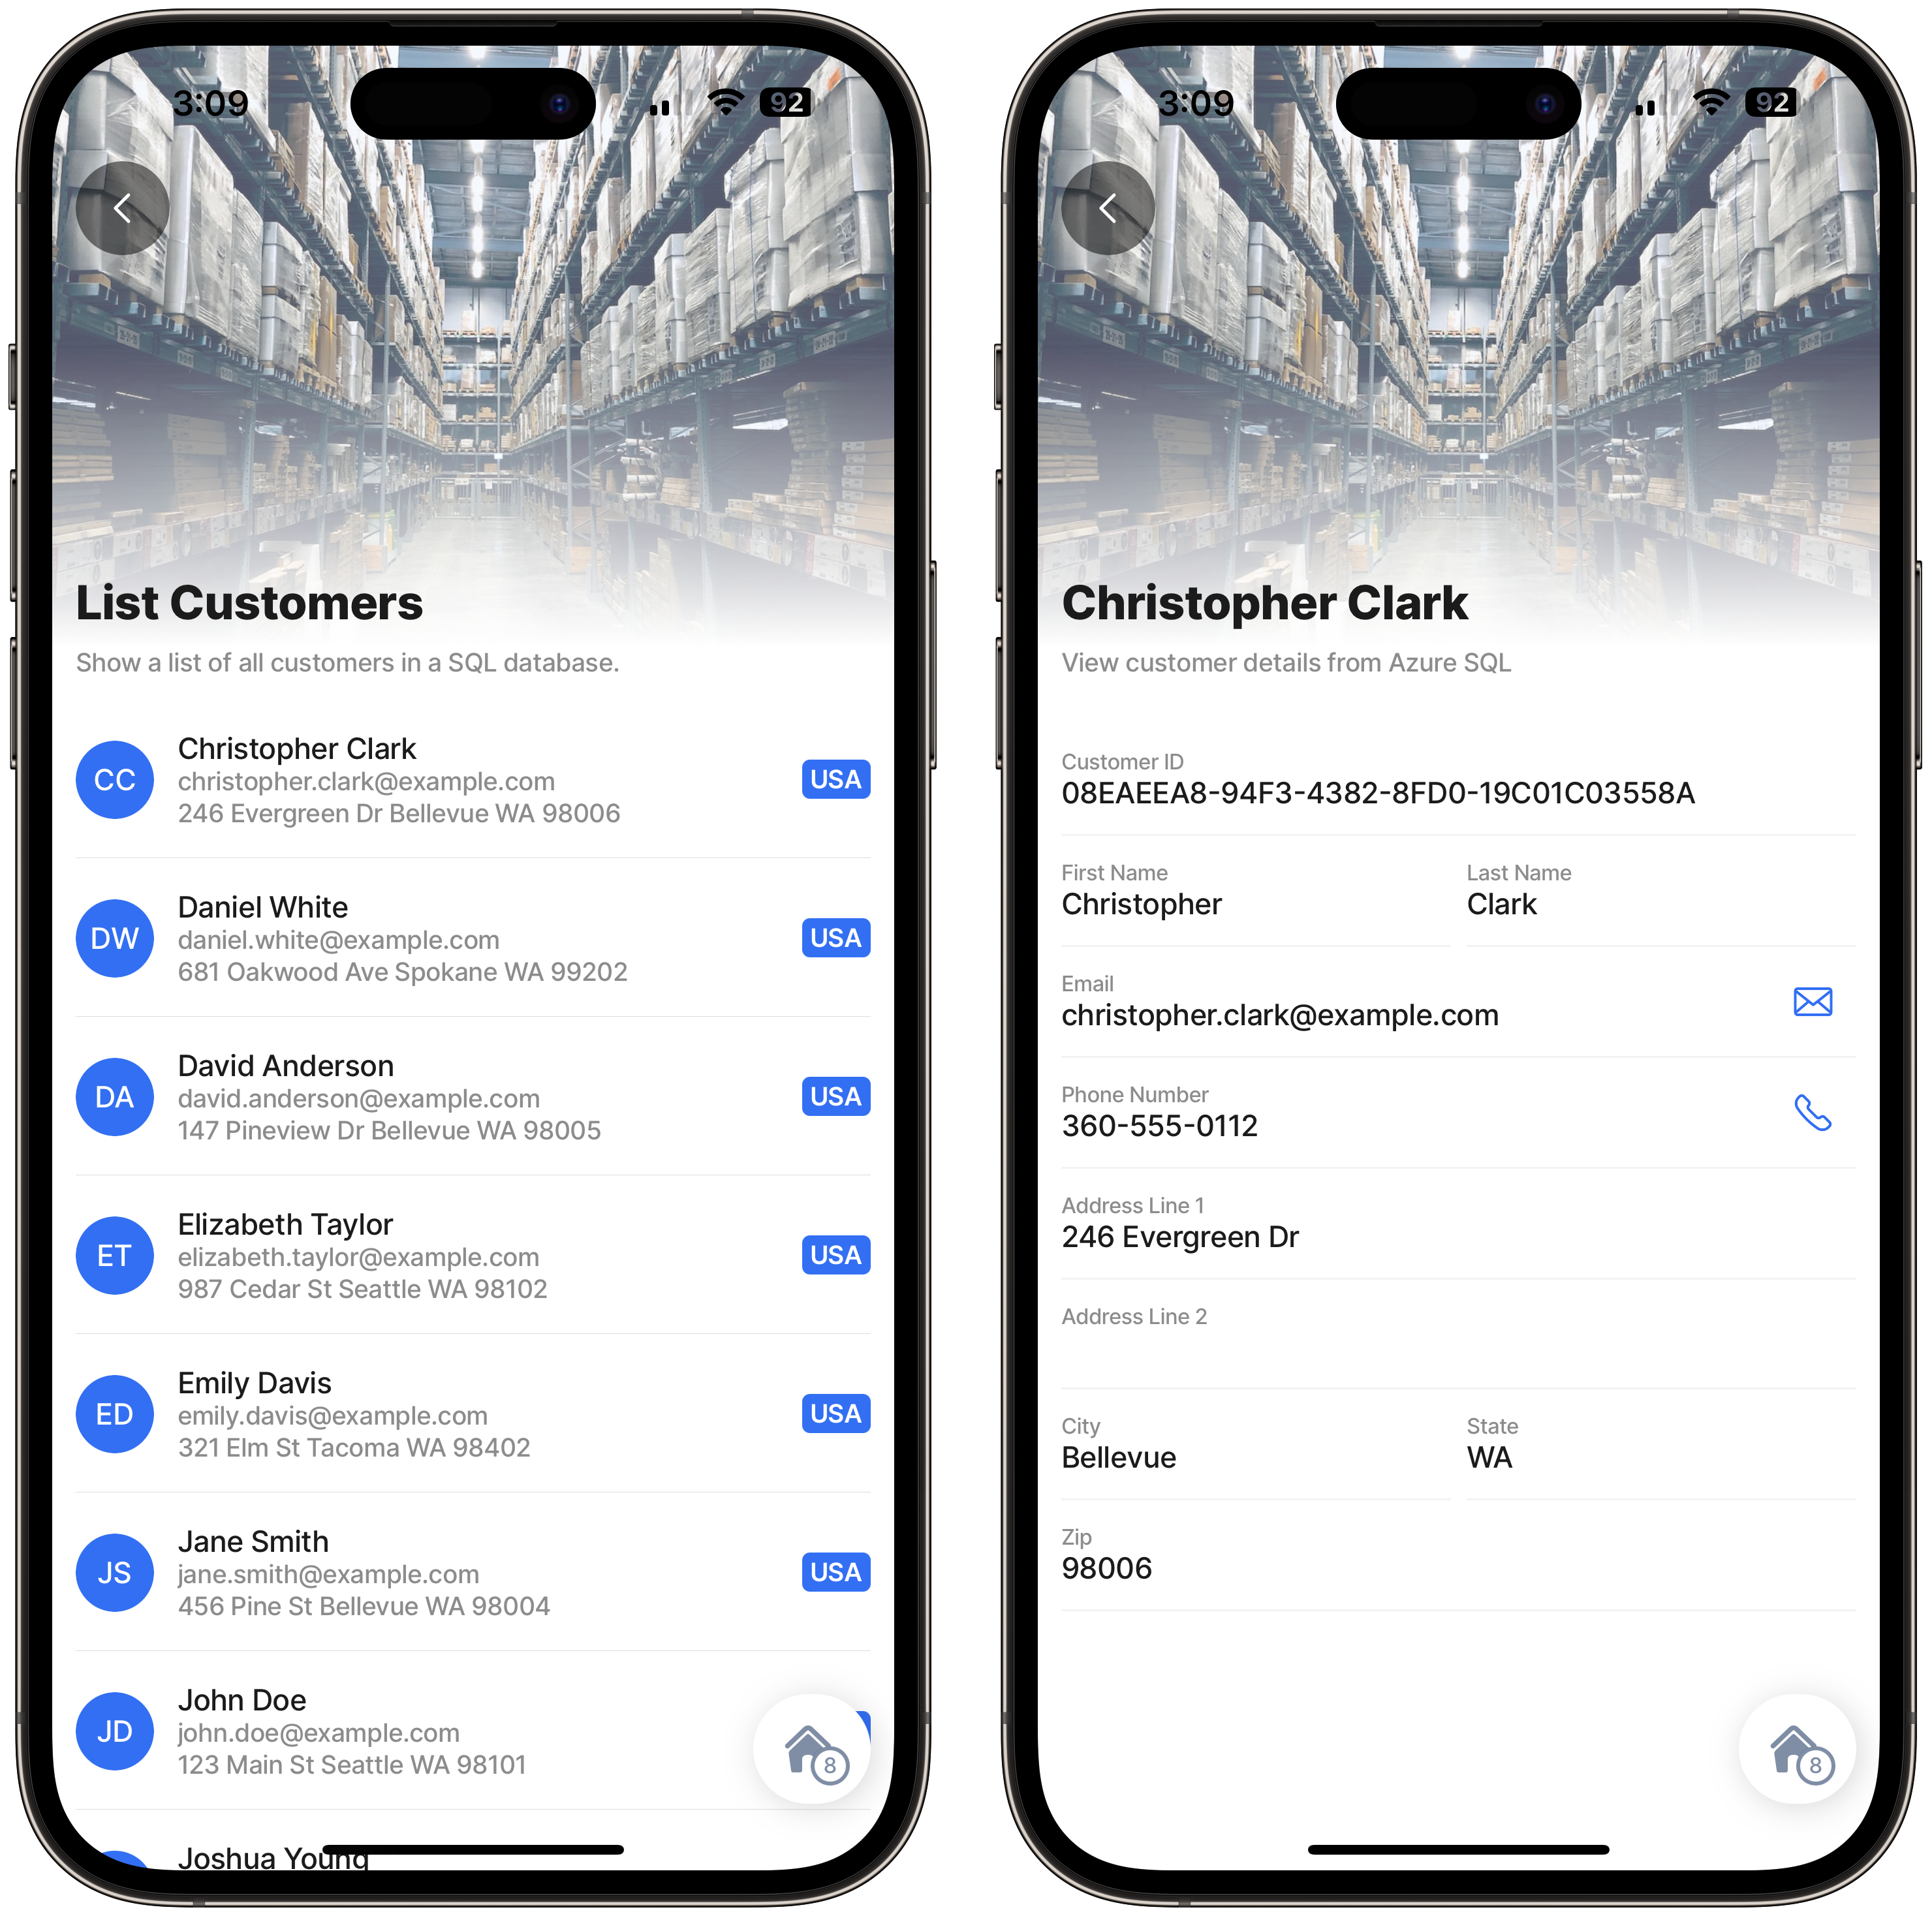 3:09
92
List Customers
Show a list of all customers in a SQL database.
CC
Christopher Clark
christopher.clark@example.com
246 Evergreen Dr Bellevue WA 98006
USA
DW
Daniel White
daniel.white@example.com
681 Oakwood Ave Spokane WA 99202
USA
DA
David Anderson
david.anderson@example.com
147 Pineview Dr Bellevue WA 98005
USA
ET
Elizabeth Taylor
elizabeth.taylor@example.com
987 Cedar St Seattle WA 98102
USA
ED
Emily Davis
emily.davis@example.com
321 Elm St Tacoma WA 98402
USA
JS
Jane Smith
jane.smith@example.com
456 Pine St Bellevue WA 98004
USA
JD
John Doe
john.doe@example.com
123 Main St Seattle WA 98101
8
Joshua Young
3:09
92
Christopher Clark
View customer details from Azure SQL
Customer ID
08EAEEA8-94F3-4382-8FD0-19C01C03558A
First Name
Christopher
Last Name
Clark
Email
christopher.clark@example.com
Phone Number
360-555-0112
Address Line 1
246 Evergreen Dr
Address Line 2
City
Bellevue
State
WA
Zip
98006
8